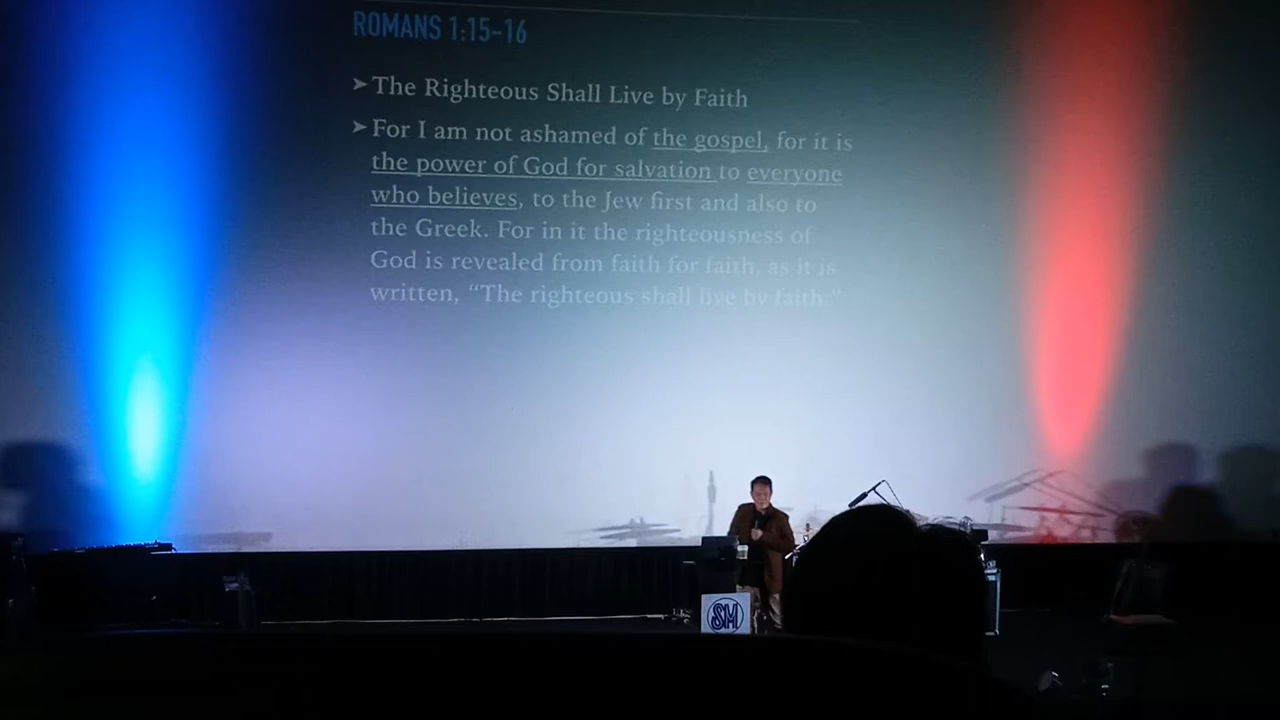 ROMANS 1:15-16
➤ The Righteous Shall Live by Faith
➤ For I am not ashamed of the gospel, for it is
the power of God for salvation to everyone
who believes, to the Jew first and also to
the Greek. For in it the righteousness of
God is revealed from faith for faith, as it is
written, “The righteous shall live by faith.”
SM